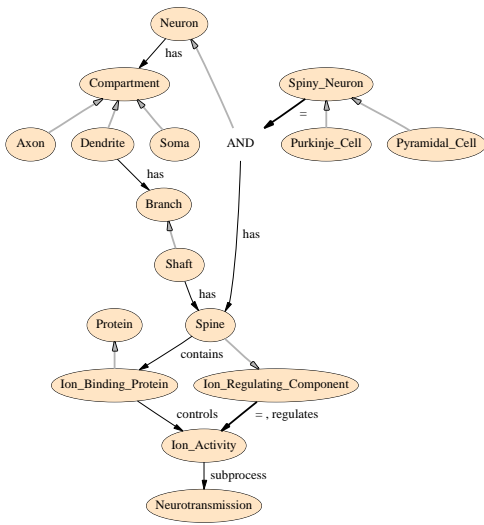 Neuron
has
Compartment
Spiny_Neuron
=
Axon
Dendrite
Soma
AND
Purkinje_Cell
Pyramidal_Cell
has
Branch
has
Shaft
has
Protein
Spine
contains
Ion_Binding_Protein
Ion_Regulating_Component
controls
= , regulates
Ion_Activity
subprocess
Neurotransmission